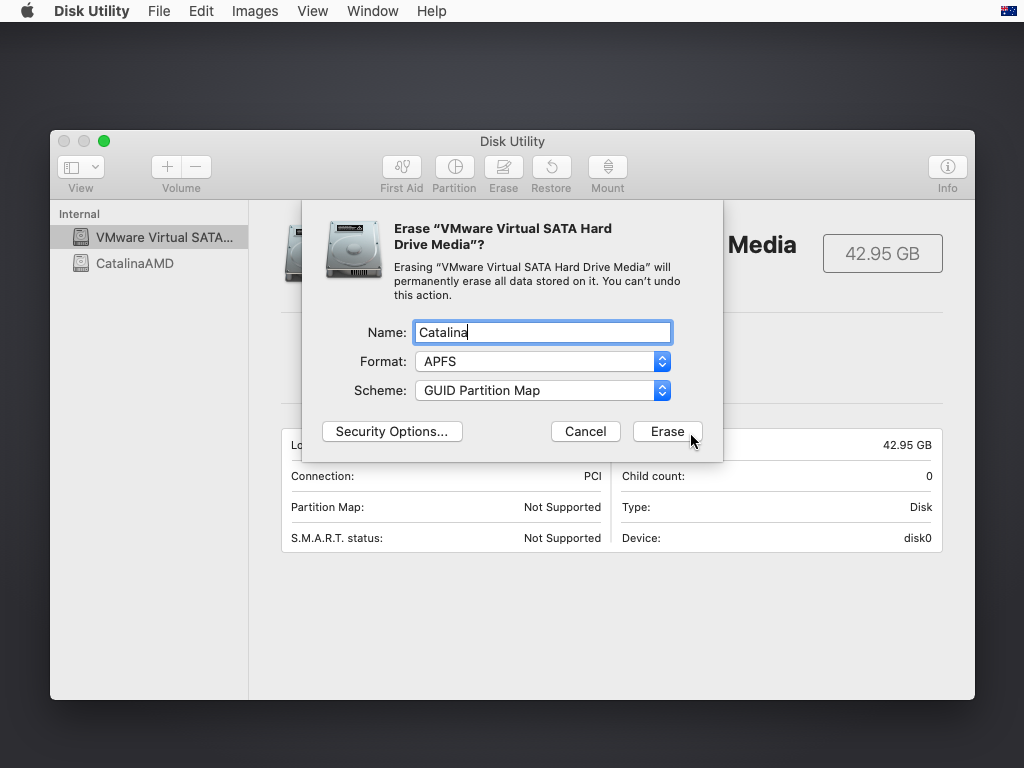 Disk Utility File Edit Images View Window Help
Disk Utility
View Volume First Aid Partition Erase Restore Mount Info
Internal
VMware Virtual SATA...
CatalinaAMD
Erase “VMware Virtual SATA Hard
Drive Media”?
Erasing “VMware Virtual SATA Hard Drive Media” will
permanently erase all data stored on it. You can’t undo
this action.
Name: Catalina
Format: APFS
Scheme: GUID Partition Map
Security Options... Cancel Erase
Media 42.95 GB
Lo 42.95 GB
Connection: PCI Child count: 0
Partition Map: Not Supported Type: Disk
S.M.A.R.T. status: Not Supported Device: disk0